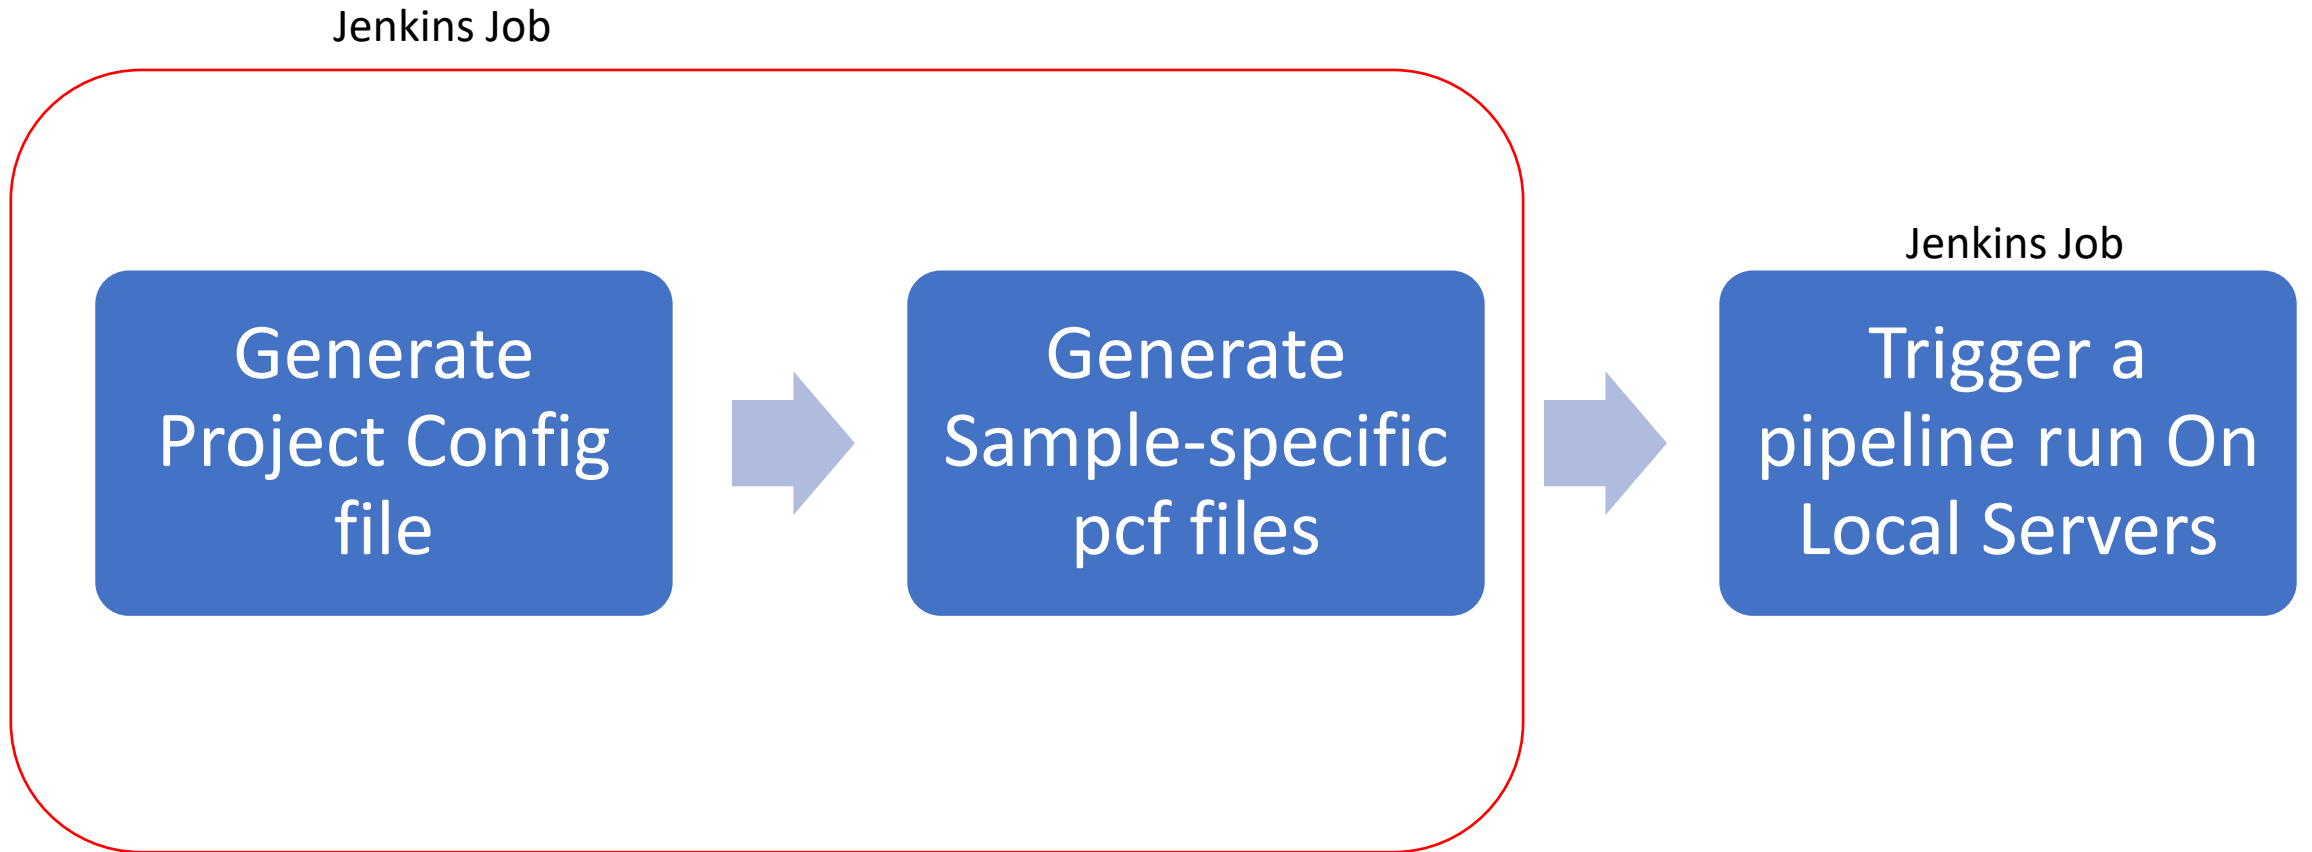 Jenkins Job
Generate
Project Config
file
Generate
Sample-specific
pcf files
Jenkins Job
Trigger a
pipeline run On
Local Servers